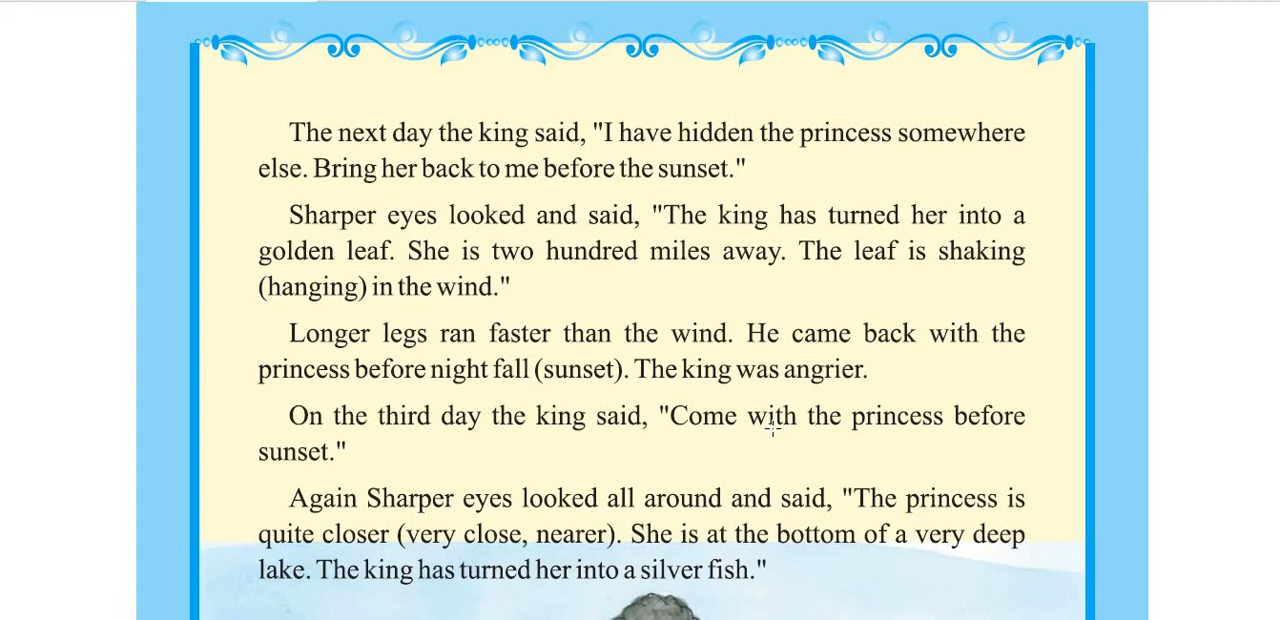 The next day the king said, "I have hidden the princess somewhere
else. Bring her back to me before the sunset."
Sharper eyes looked and said, "The king has turned her into a
golden leaf. She is two hundred miles away. The leaf is shaking
(hanging) in the wind."
Longer legs ran faster than the wind. He came back with the
princess before night fall (sunset). The king was angrier.
On the third day the king said, "Come with the princess before
sunset."
Again Sharper eyes looked all around and said, "The princess is
quite closer (very close, nearer). She is at the bottom of a very deep
lake. The king has turned her into a silver fish."